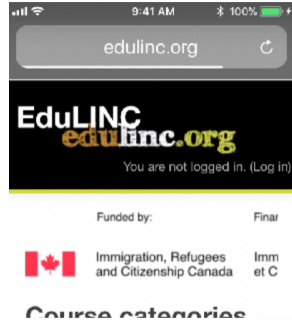 9:41 AM
100%
edulinc.org
EduLINC
edulinc.org
You are not logged in. (Log in)
Funded by:
Finar
Immigration, Refugees
and Citizenship Canada
Imm
et C
Course categories